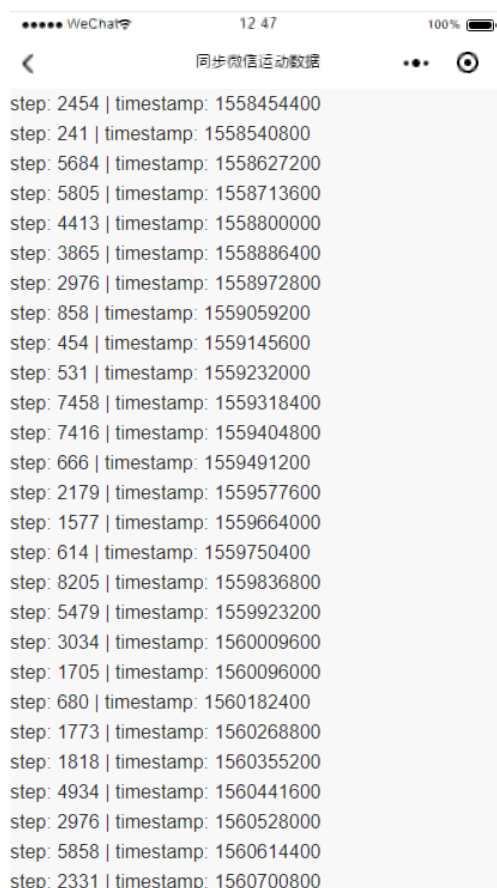 WeChat 12 47 100%
同步微信运动数据
step: 2454 | timestamp: 1558454400
step: 241 | timestamp: 1558540800
step: 5684 | timestamp: 1558627200
step: 5805 | timestamp: 1558713600
step: 4413 | timestamp: 1558800000
step: 3865 | timestamp: 1558886400
step: 2976 | timestamp: 1558972800
step: 858 | timestamp: 1559059200
step: 454 | timestamp: 1559145600
step: 531 | timestamp: 1559232000
step: 7458 | timestamp: 1559318400
step: 7416 | timestamp: 1559404800
step: 666 | timestamp: 1559491200
step: 2179 | timestamp: 1559577600
step: 1577 | timestamp: 1559664000
step: 614 | timestamp: 1559750400
step: 8205 | timestamp: 1559836800
step: 5479 | timestamp: 1559923200
step: 3034 | timestamp: 1560009600
step: 1705 | timestamp: 1560096000
step: 680 | timestamp: 1560182400
step: 1773 | timestamp: 1560268800
step: 1818 | timestamp: 1560355200
step: 4934 | timestamp: 1560441600
step: 2976 | timestamp: 1560528000
step: 5858 | timestamp: 1560614400
step: 2331 | timestamp: 1560700800